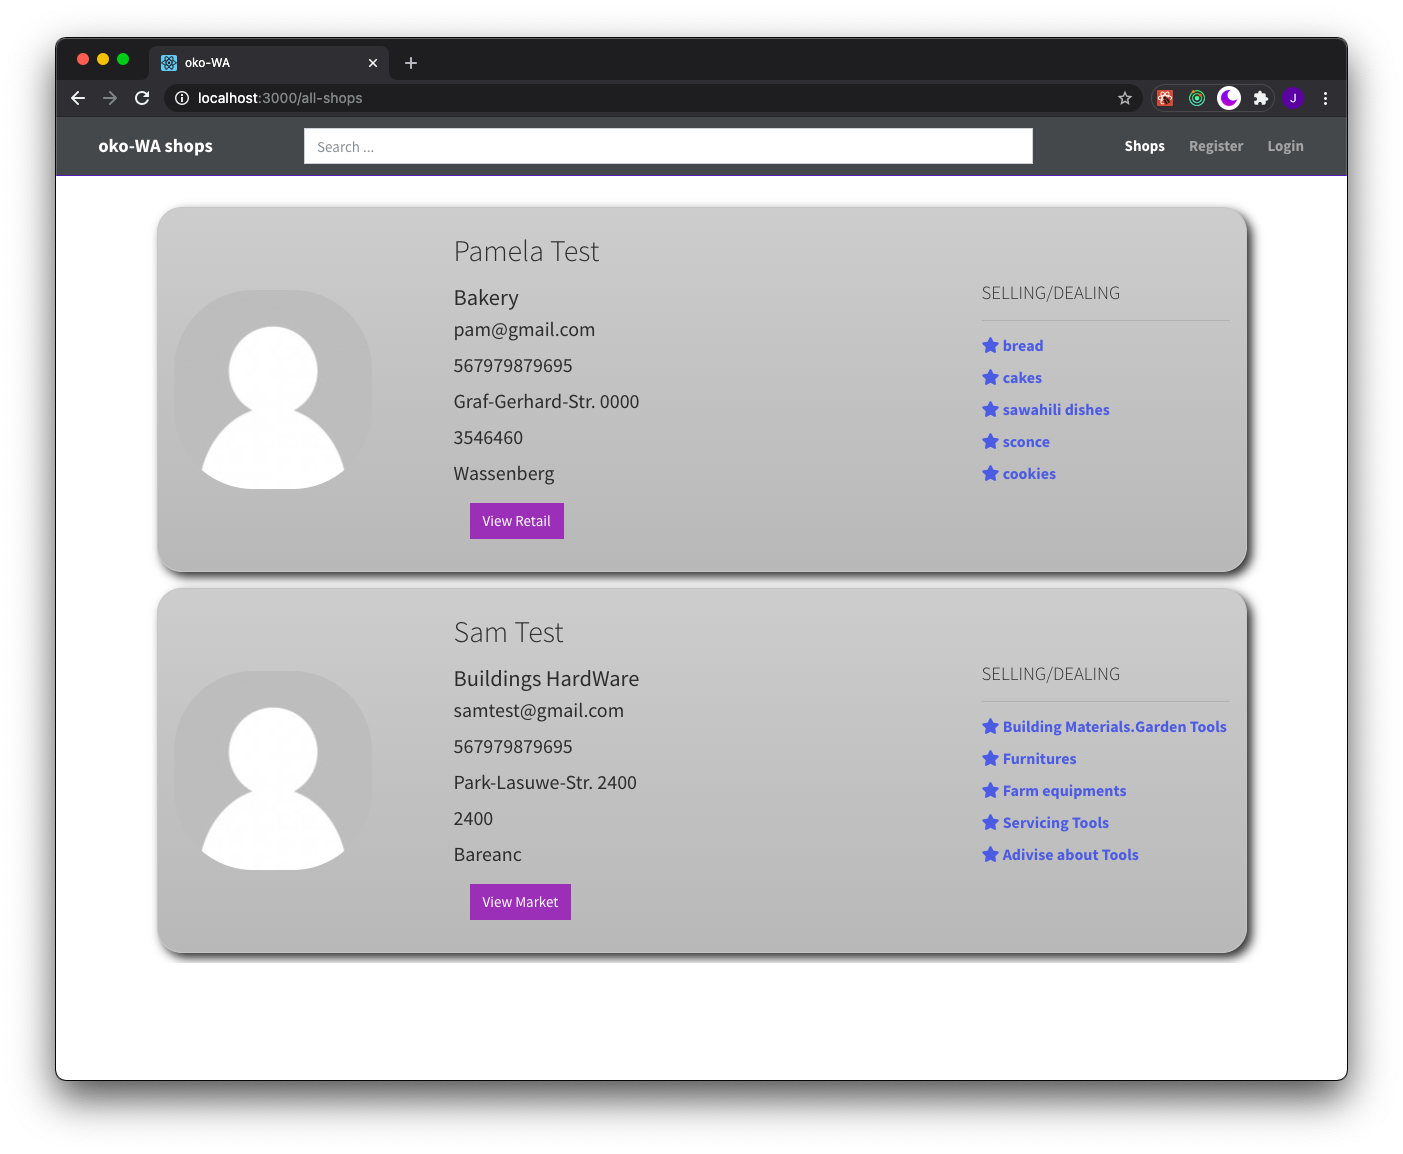 oko-WA
localhost:3000/all-shops
J
oko-WA shops
Search ...
Shops
Register
Login
Pamela Test
Bakery
pam@gmail.com
567979879695
Graf-Gerhard-Str. 0000
3546460
Wassenberg
View Retail
SELLING/DEALING
bread
cakes
sawahili dishes
sconce
cookies
Sam Test
Buildings HardWare
samtest@gmail.com
567979879695
Park-Lasuwe-Str. 2400
2400
Bareanc
View Market
SELLING/DEALING
Building Materials.Garden Tools
Furnitures
Farm equipments
Servicing Tools
Adivise about Tools